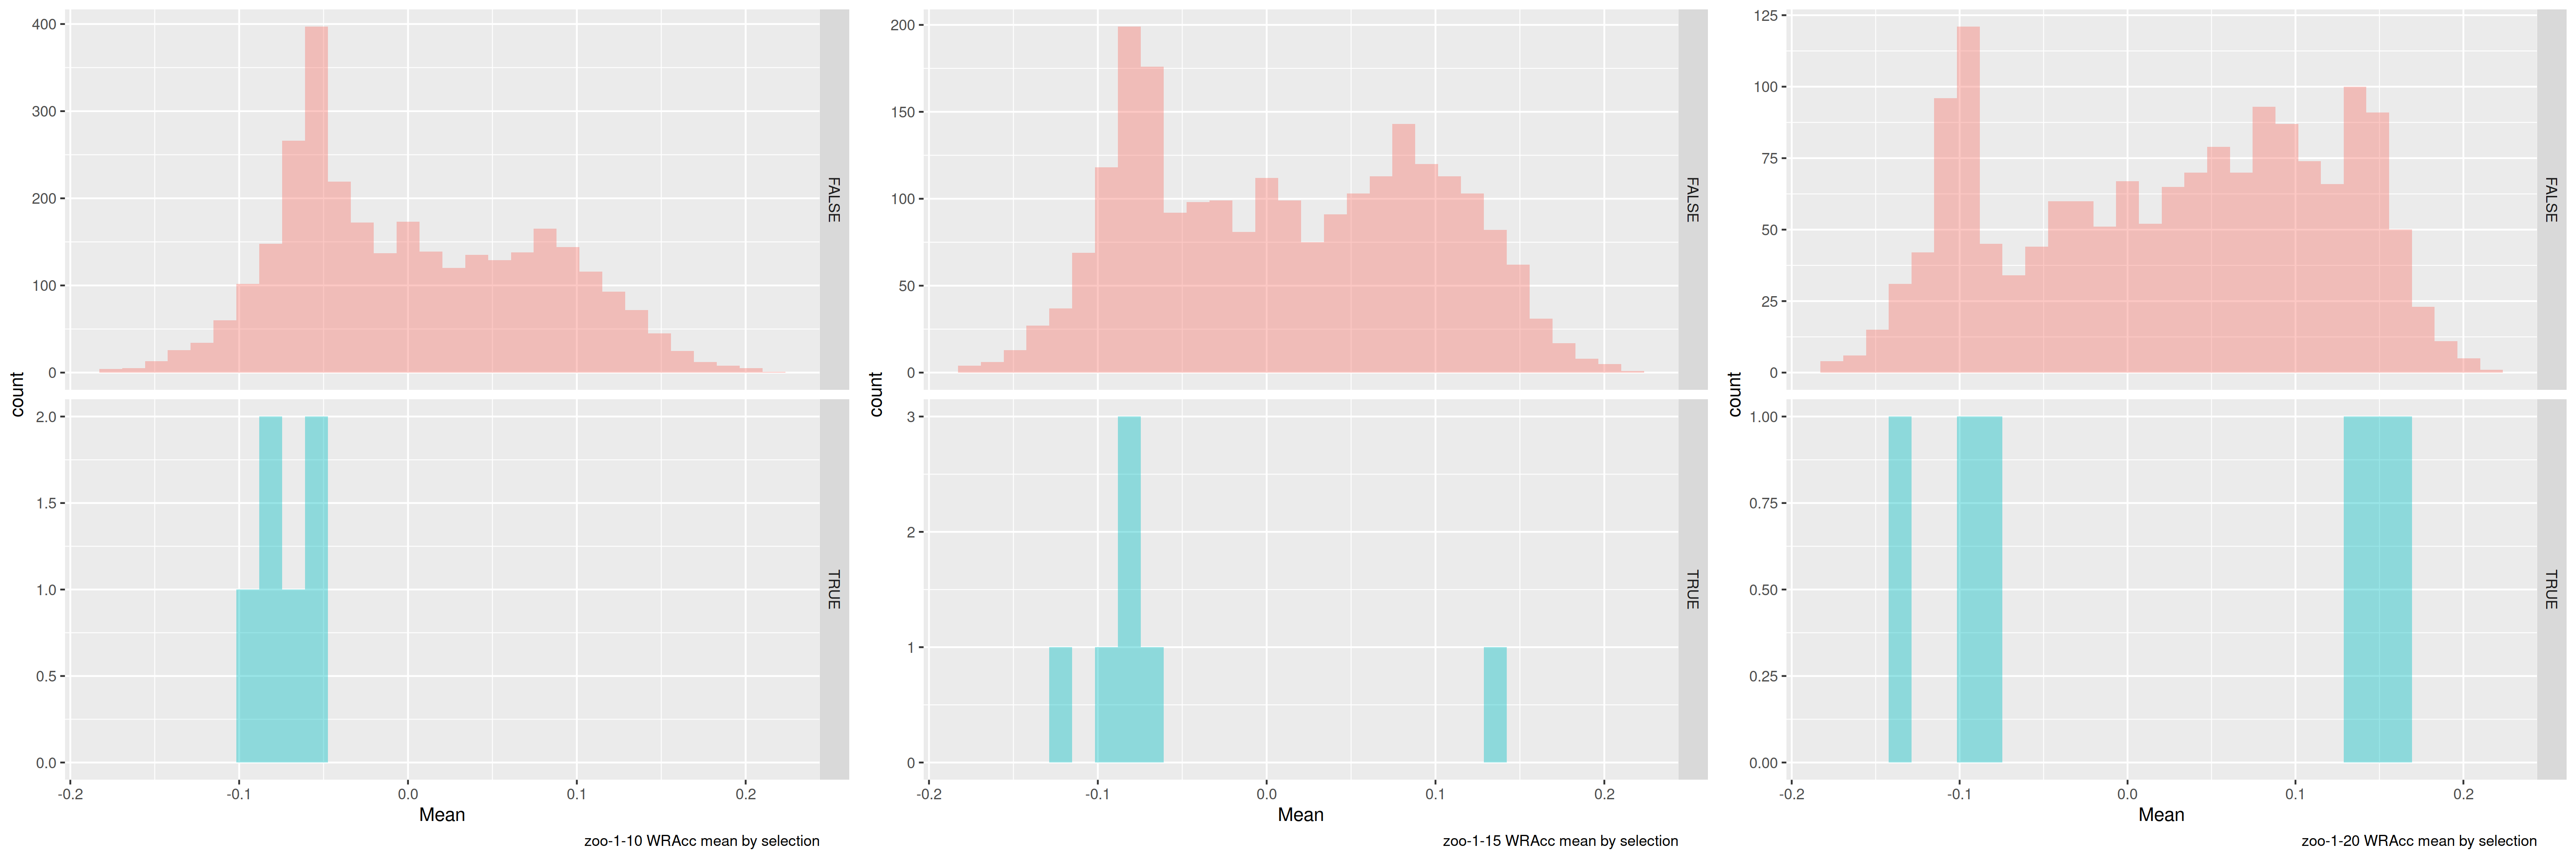 400
300
200
100
0
FALSE
2.0
1.5
1.0
0.5
0.0
TRUE
count
-0.2 -0.1 0.0 0.1 0.2
Mean
zoo-1-10 WRAcc mean by selection
200
150
100
50
0
FALSE
3
2
1
0
TRUE
count
-0.2 -0.1 0.0 0.1 0.2
Mean
zoo-1-15 WRAcc mean by selection
125
100
75
50
25
0
FALSE
1.00
0.75
0.50
0.25
0.00
TRUE
count
-0.2 -0.1 0.0 0.1 0.2
Mean
zoo-1-20 WRAcc mean by selection